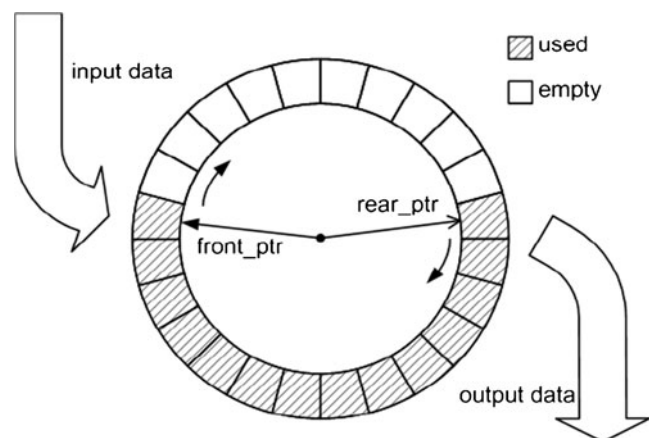 used
input data
empty
rear_ptr
front_ptr
output data